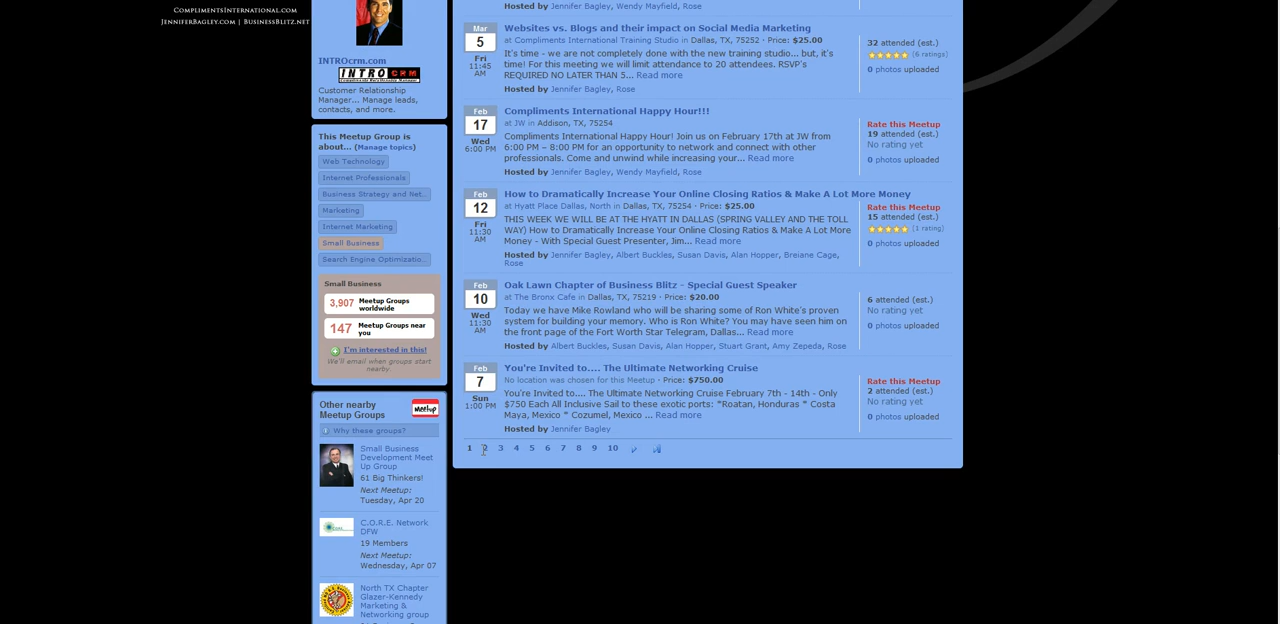 ComplimentsInternational.com
JenniferBagley.com | BusinessBlitz.net
INTROcrm.com
INTRO CRM
Customer Relationship
Manager... Manage leads,
contacts, and more.
This Meetup Group is
about... (Manage topics)
Web Technology
Internet Professionals
Business Strategy and Net...
Marketing
Internet Marketing
Small Business
Search Engine Optimizatio...
Small Business
3,907 Meetup Groups
worldwide
147 Meetup Groups near
you
I'm interested in this!
We'll email when groups start
nearby.
Other nearby
Meetup Groups
Meetup
Why these groups?
Small Business
Development Meet
Up Group
61 Big Thinkers!
Next Meetup:
Tuesday, Apr 20
C.O.R.E. Network
DFW
19 Members
Next Meetup:
Wednesday, Apr 07
North TX Chapter
Glazer-Kennedy
Marketing &
Networking group
Hosted by Jennifer Bagley, Wendy Mayfield, Rose
Mar
5
Fri
11:45
AM
Websites vs. Blogs and their impact on Social Media Marketing
at Compliments International Training Studio in Dallas, TX, 75252 · Price: $25.00
It's time - we are not completely done with the new training studio... but, it's
time! For this meeting we will limit attendance to 20 attendees. RSVP's
REQUIRED NO LATER THAN 5... Read more
Hosted by Jennifer Bagley, Rose
32 attended (est.)
(6 ratings)
0 photos uploaded
Feb
17
Wed
6:00 PM
Compliments International Happy Hour!!!
at JW in Addison, TX, 75254
Compliments International Happy Hour! Join us on February 17th at JW from
6:00 PM – 8:00 PM for an opportunity to network and connect with other
professionals. Come and unwind while increasing your... Read more
Hosted by Jennifer Bagley, Wendy Mayfield, Rose
Rate this Meetup
19 attended (est.)
No rating yet
0 photos uploaded
Feb
12
Fri
11:30
AM
How to Dramatically Increase Your Online Closing Ratios & Make A Lot More Money
at Hyatt Place Dallas, North in Dallas, TX, 75254 · Price: $25.00
THIS WEEK WE WILL BE AT THE HYATT IN DALLAS (SPRING VALLEY AND THE TOLL
WAY) How to Dramatically Increase Your Online Closing Ratios & Make A Lot More
Money - With Special Guest Presenter, Jim... Read more
Hosted by Jennifer Bagley, Albert Buckles, Susan Davis, Alan Hopper, Breiane Cage,
Rose
Rate this Meetup
15 attended (est.)
(1 rating)
0 photos uploaded
Feb
10
Wed
11:30
AM
Oak Lawn Chapter of Business Blitz - Special Guest Speaker
at The Bronx Cafe in Dallas, TX, 75219 · Price: $20.00
Today we have Mike Rowland who will be sharing some of Ron White's proven
system for building your memory. Who is Ron White? You may have seen him on
the front page of the Fort Worth Star Telegram, Dallas... Read more
Hosted by Albert Buckles, Susan Davis, Alan Hopper, Stuart Grant, Amy Zepeda, Rose
6 attended (est.)
No rating yet
0 photos uploaded
Feb
7
Sun
1:00 PM
You're Invited to.... The Ultimate Networking Cruise
No location was chosen for this Meetup · Price: $750.00
You're Invited to.... The Ultimate Networking Cruise February 7th - 14th - Only
$750 Each All Inclusive Sail to these exotic ports: *Roatan, Honduras * Costa
Maya, Mexico * Cozumel, Mexico ... Read more
Hosted by Jennifer Bagley
Rate this Meetup
2 attended (est.)
No rating yet
0 photos uploaded
1 2 3 4 5 6 7 8 9 10